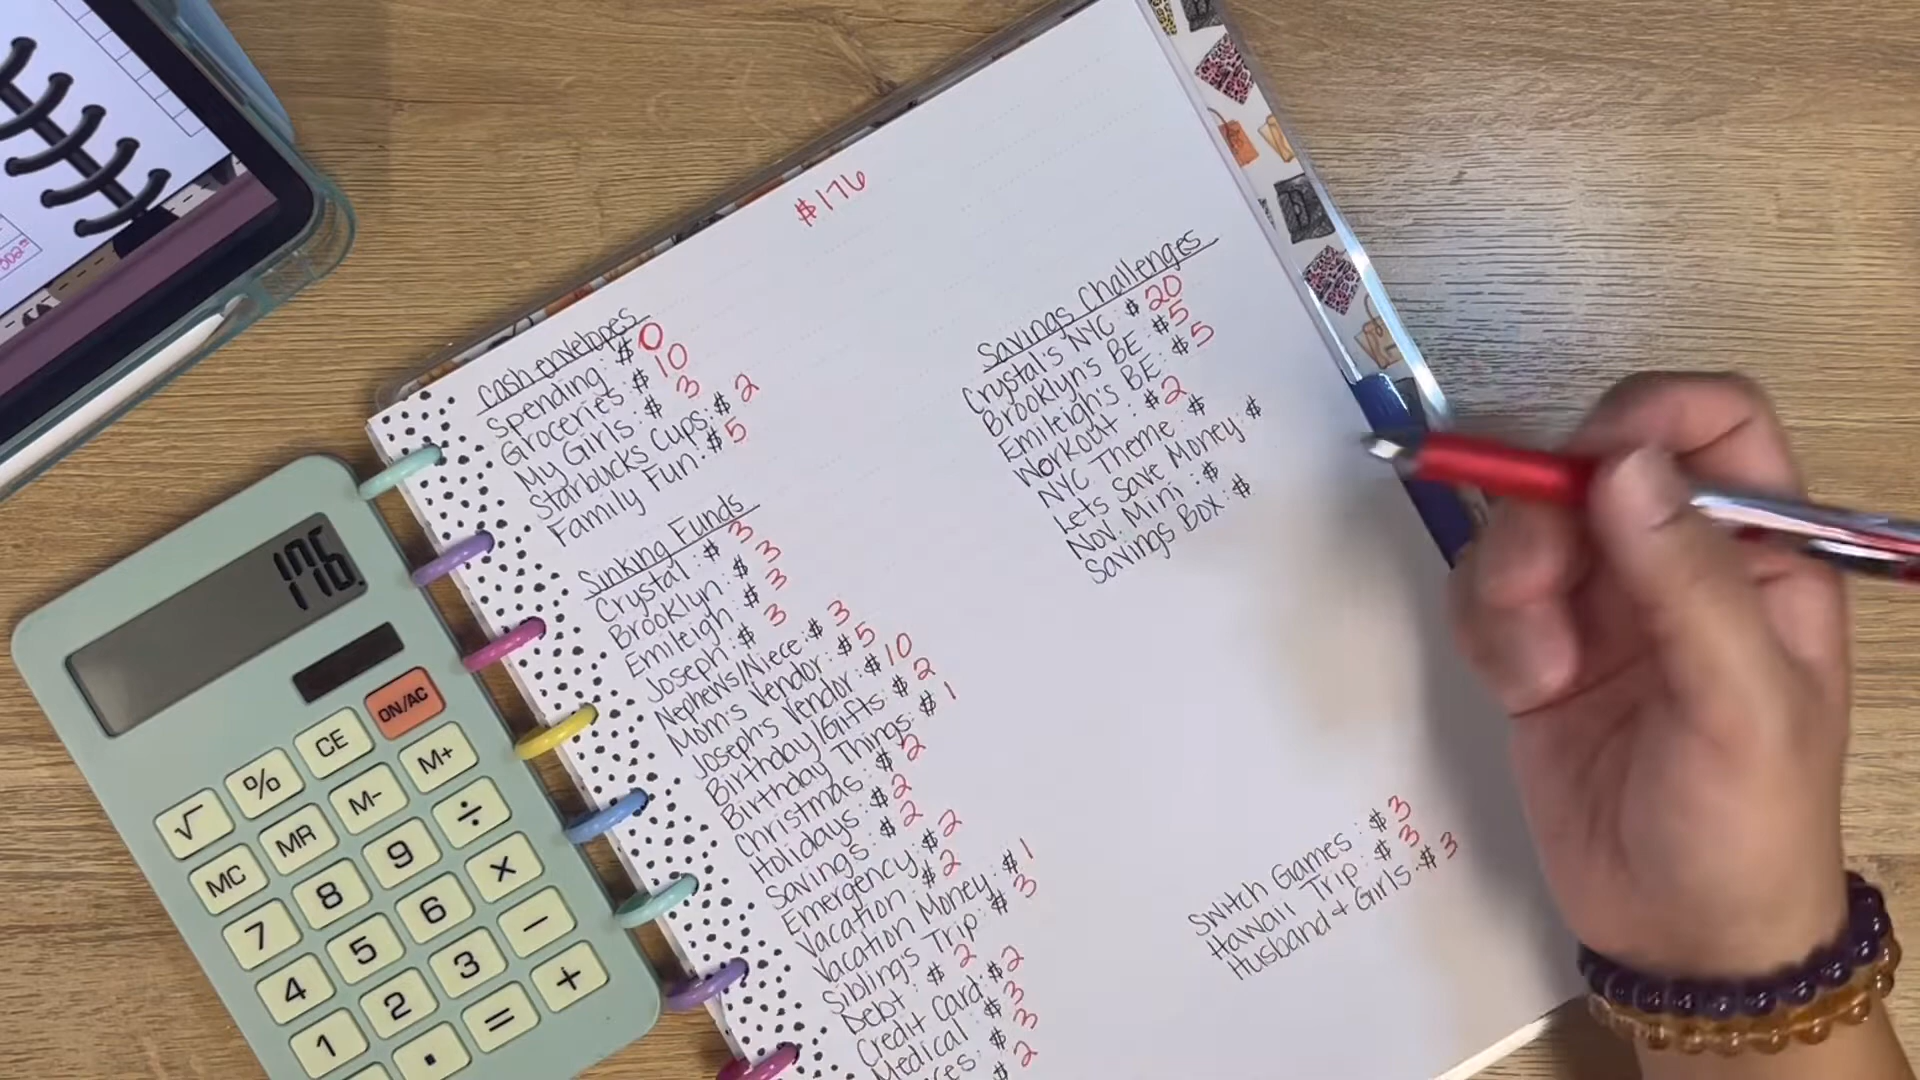 $176
Cash envelopes
Spending: $ 0
Groceries: $ 10
My Girls: $ 3
Starbucks Cups: $ 2
Family Fun: $ 5
Sinking Funds
Crystal: $ 3
Brooklyn: $ 3
Emileigh: $ 3
Joseph: $ 3
Nephews/Niece: $ 3
Mom's Vendor: $ 5
Joseph's Vendor: $ 10
Birthday/Gifts: $ 2
Birthday Things: $ 1
Christmas: $ 2
Holidays: $ 2
Savings: $ 2
Emergency: $ 2
Vacation: $ 2
Vacation Money: $ 1
Siblings Trip: $ 3
Debt: $ 2
Credit Card: $ 2
Medical: $ 3
$ 3
$ 2
Savings Challenges
Crystal's NYC: $ 20
Brooklyn's BE: $ 5
Emileigh's BE: $ 5
Workout: $ 2
NYC Theme: $
Lets Save Money: $
Nov. Mini: $
Savings Box: $
Switch Games: $ 3
Hawaii Trip: $ 3
Husband + Girls: $ 3
176.
ON/AC
√ % CE M+
MC MR M- ÷
7 8 9 ×
4 5 6 −
1 2 3 +
. =